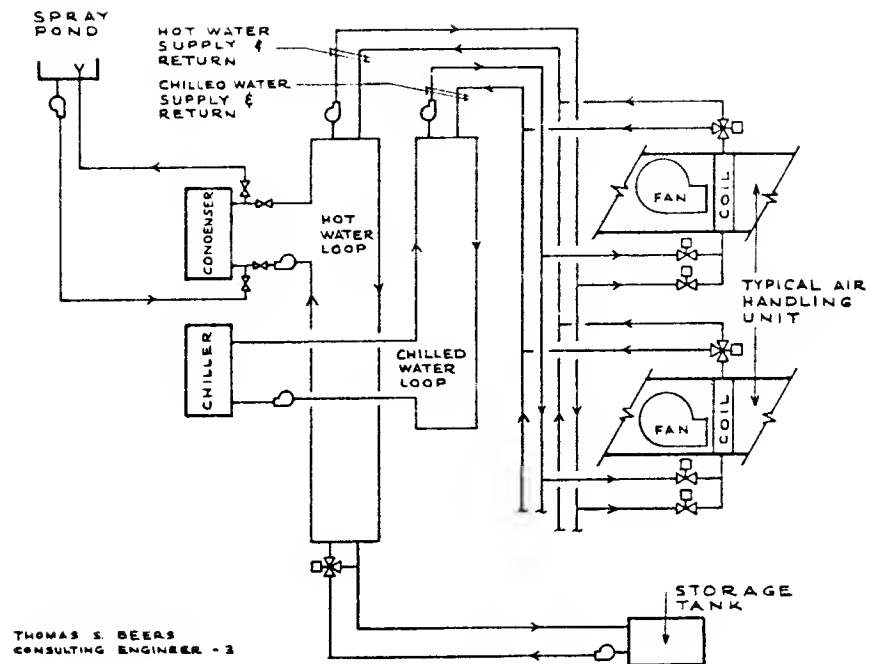 SPRAY
POND
HOT WATER
SUPPLY &
RETURN
CHILLED WATER
SUPPLY &
RETURN
CONDENSER
HOT
WATER
LOOP
FAN
COIL
TYPICAL AIR
HANDLING
UNIT
CHILLER
CHILLED
WATER
LOOP
FAN
COIL
STORAGE
TANK
THOMAS S. BEERS
CONSULTING ENGINEER - 3